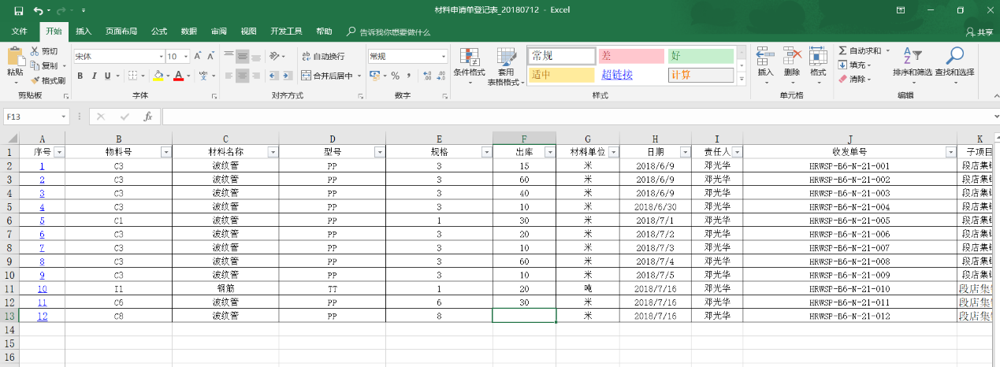 材料申请单登记表_20180712 - Excel
文件 开始 插入 页面布局 公式 数据 审阅 视图 开发工具 帮助 告诉我你想要做什么 共享
粘贴 剪切 复制 格式刷 剪贴板
宋体 10 A A B I U A 字体
自动换行 合并后居中 对齐方式
常规 % 数字
条件格式 套用 表格格式 常规 差 好 适中 超链接 计算 样式
插入 删除 格式 单元格
自动求和 填充 清除 排序和筛选 查找和选择 编辑
F13 fx
A B C D E F G H I J K
1 序号 物料号 材料名称 型号 规格 出库 材料单位 日期 责任人 收发单号 子项目
2 1 C3 波纹管 PP 3 15 米 2018/6/9 邓光华 HRWSP-B6-N-21-001 段店集
3 2 C3 波纹管 PP 3 60 米 2018/6/9 邓光华 HRWSP-B6-N-21-002 段店集
4 3 C3 波纹管 PP 3 40 米 2018/6/9 邓光华 HRWSP-B6-N-21-003 段店集
5 4 C3 波纹管 PP 3 10 米 2018/6/30 邓光华 HRWSP-B6-N-21-004 段店集
6 5 C1 波纹管 PP 1 30 米 2018/7/1 邓光华 HRWSP-B6-N-21-005 段店集
7 6 C3 波纹管 PP 3 20 米 2018/7/2 邓光华 HRWSP-B6-N-21-006 段店集
8 7 C3 波纹管 PP 3 10 米 2018/7/3 邓光华 HRWSP-B6-N-21-007 段店集
9 8 C3 波纹管 PP 3 60 米 2018/7/4 邓光华 HRWSP-B6-N-21-008 段店集
10 9 C3 波纹管 PP 3 10 米 2018/7/5 邓光华 HRWSP-B6-N-21-009 段店集
11 10 I1 钢筋 TT 1 20 吨 2018/7/16 邓光华 HRWSP-B6-N-21-010 段店集
12 11 C6 波纹管 PP 6 30 米 2018/7/16 邓光华 HRWSP-B6-N-21-011 段店集
13 12 C8 波纹管 PP 8 米 2018/7/16 邓光华 HRWSP-B6-N-21-012 段店集
14
15
16